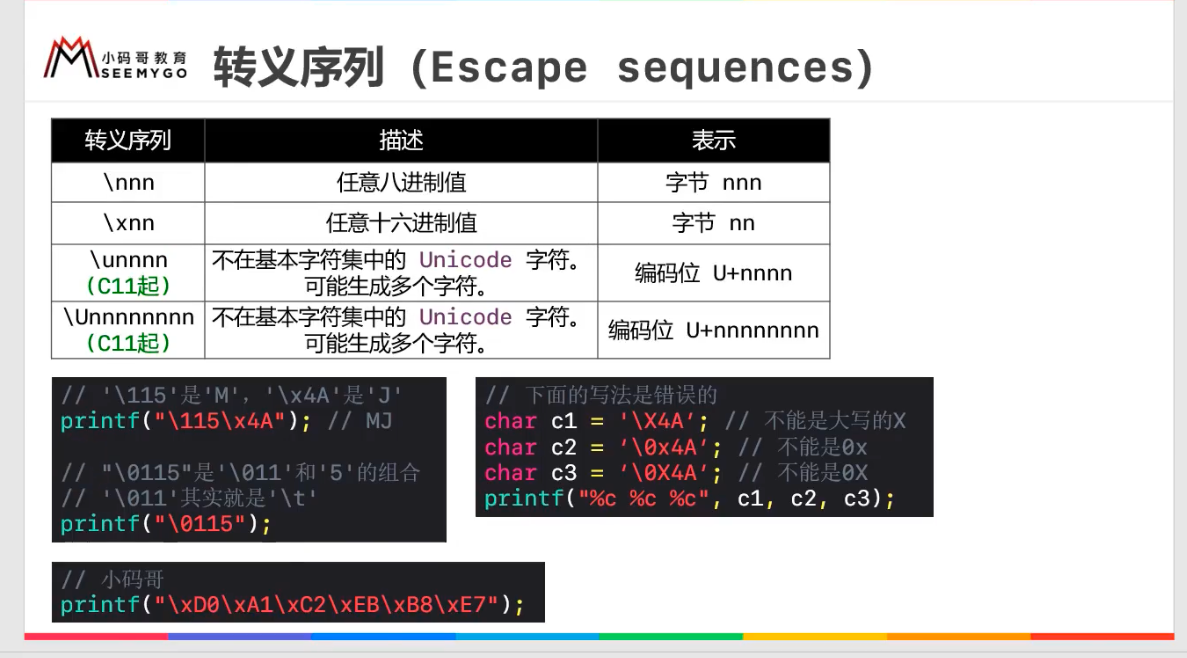 小码哥教育
SEEMYGO
转义序列 (Escape sequences)
转义序列 描述 表示
\nnn 任意八进制值 字节 nnn
\xnn 任意十六进制值 字节 nn
\unnnn
(C11起)
不在基本字符集中的 Unicode 字符。
可能生成多个字符。
编码位 U+nnnn
\Unnnnnnnn
(C11起)
不在基本字符集中的 Unicode 字符。
可能生成多个字符。
编码位 U+nnnnnnnn
// '\115'是'M', '\x4A'是'J'
printf("\115\x4A"); // MJ
// "\0115"是'\011'和'5'的组合
// '\011'其实就是'\t'
printf("\0115");
// 下面的写法是错误的
char c1 = '\X4A’; // 不能是大写的X
char c2 = ‘\0x4A’; // 不能是0x
char c3 = ‘\0X4A’; // 不能是0X
printf("%c %c %c", c1, c2, c3);
// 小码哥
printf("\xD0\xA1\xC2\xEB\xB8\xE7");